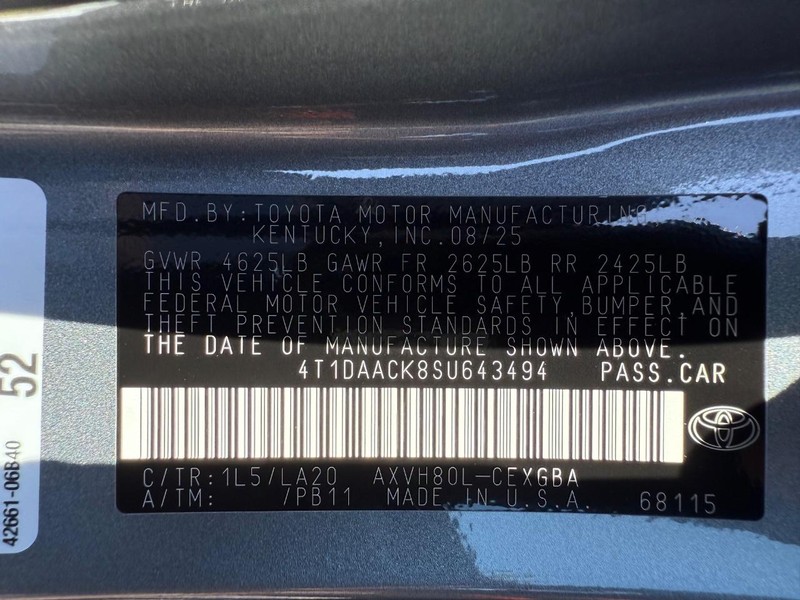 MFD.BY:TOYOTA MOTOR MANUFACTURING
KENTUCKY,INC.08/25
GVWR 4625LB GAWR FR 2625LB RR 2425LB
THIS VEHICLE CONFORMS TO ALL APPLICABLE
FEDERAL MOTOR VEHICLE SAFETY,BUMPER,AND
THEFT PREVENTION STANDARDS IN EFFECT ON
THE DATE OF MANUFACTURE SHOWN ABOVE.
4T1DAACK8SU643494 PASS.CAR
C/TR:1L5/LA20 AXVH80L-CEXGBA
A/TM: /PB11 MADE IN U.S.A. 68115
52
42661-06B40